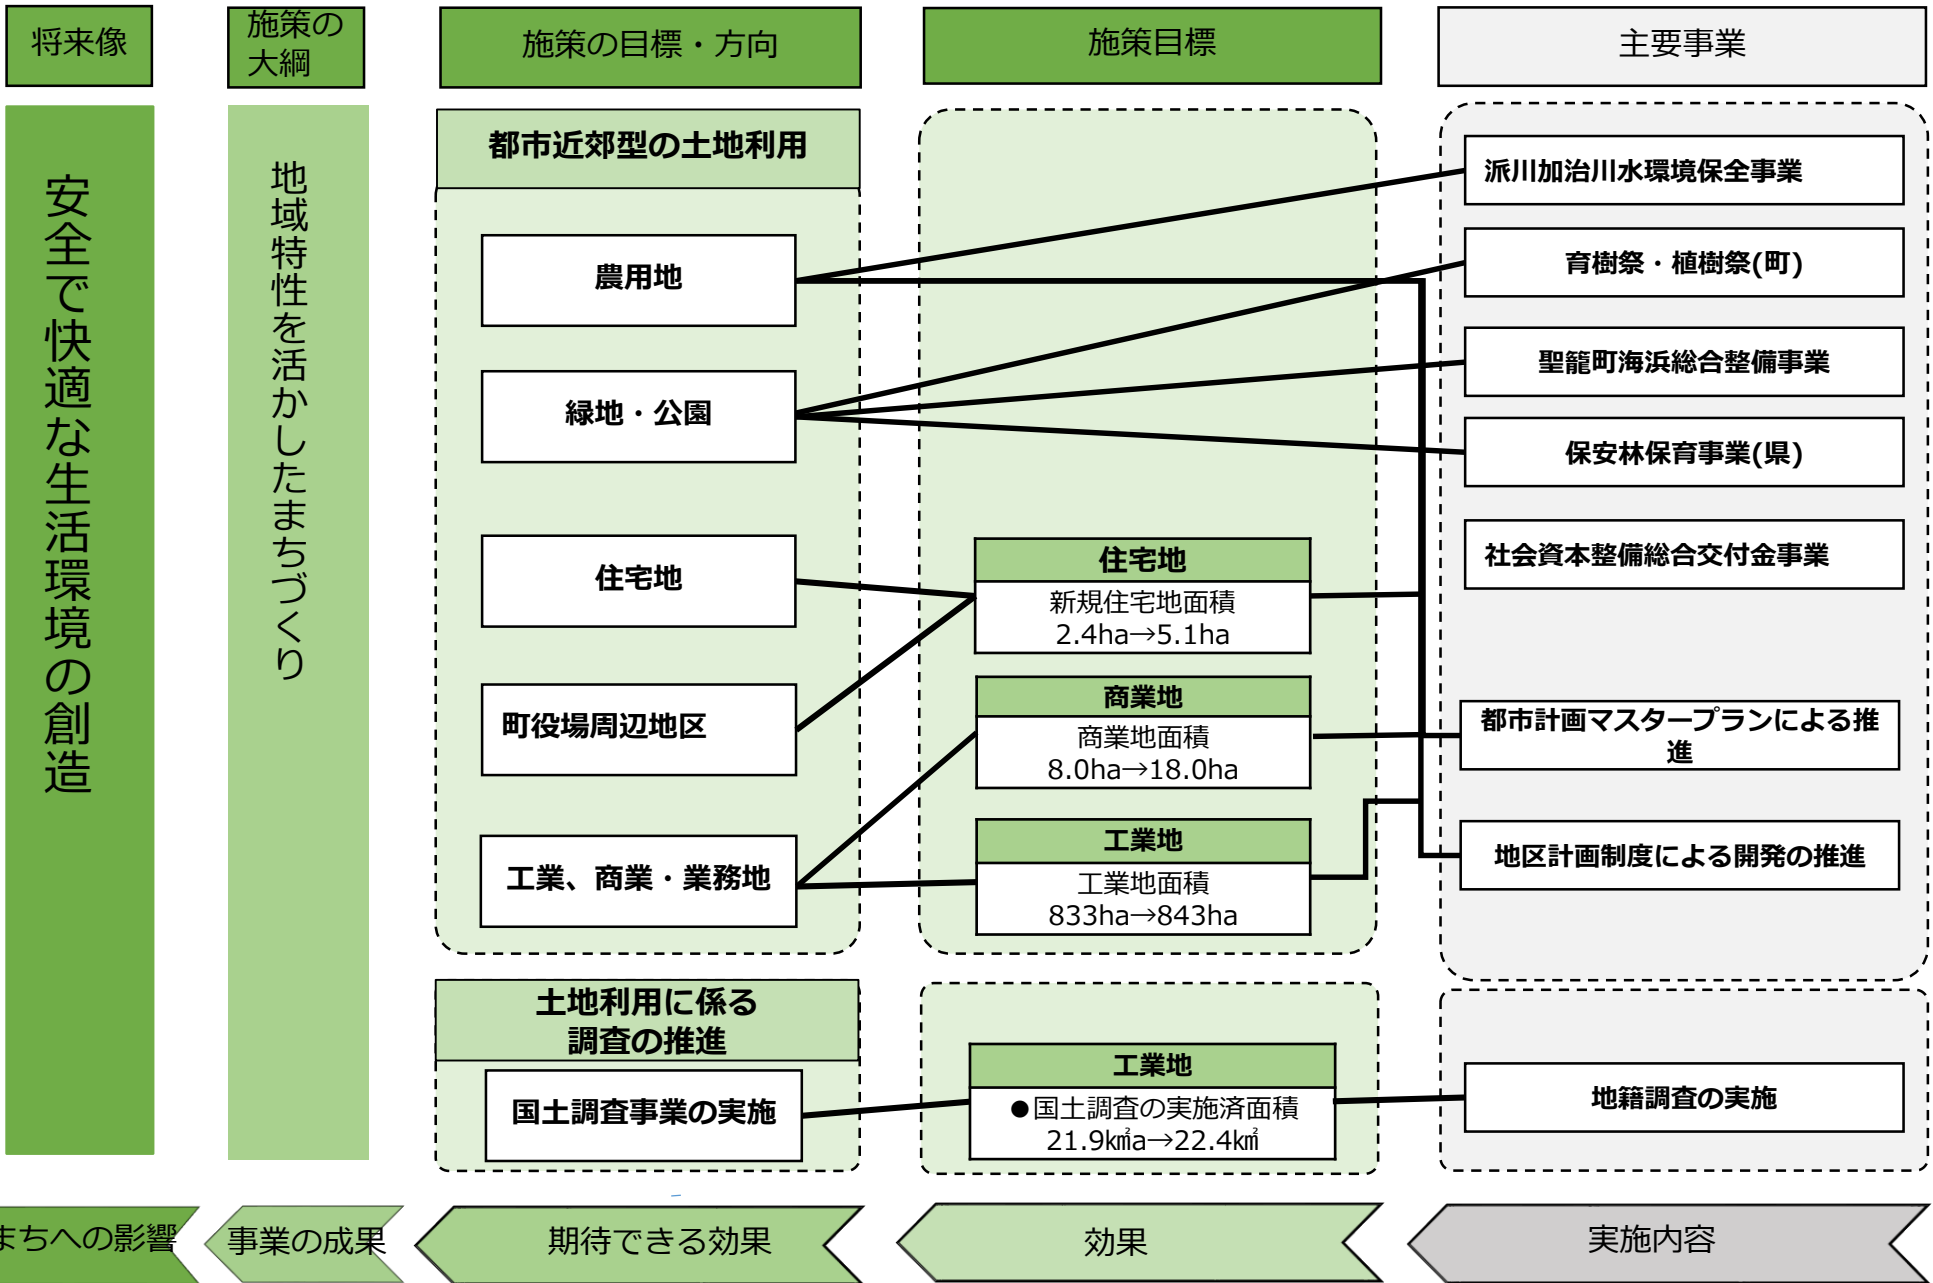 将来像
施策の
大綱
施策の目標・方向
施策目標
主要事業
安全で快適な生活環境の創造
地域特性を活かしたまちづくり
都市近郊型の土地利用
農用地
緑地・公園
住宅地
町役場周辺地区
工業、商業・業務地
住宅地
新規住宅地面積
2.4ha→5.1ha
商業地
商業地面積
8.0ha→18.0ha
工業地
工業地面積
833ha→843ha
派川加治川水環境保全事業
育樹祭・植樹祭(町)
聖籠町海浜総合整備事業
保安林保育事業(県)
社会資本整備総合交付金事業
都市計画マスタープランによる推
進
地区計画制度による開発の推進
土地利用に係る
調査の推進
国土調査事業の実施
工業地
●国土調査の実施済面積
21.9㎢a→22.4㎢
地籍調査の実施
まちへの影響
事業の成果
期待できる効果
効果
実施内容